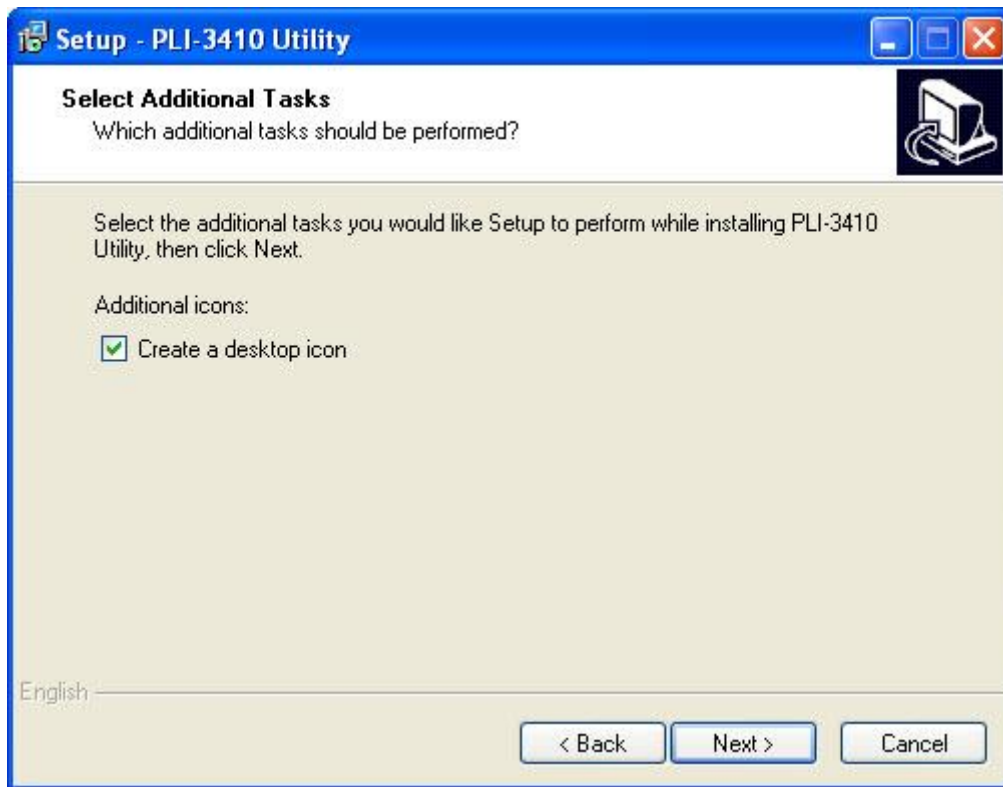 Setup - PLI-3410 Utility
Select Additional Tasks
Which additional tasks should be performed?
Select the additional tasks you would like Setup to perform while installing PLI-3410
Utility, then click Next.
Additional icons:
Create a desktop icon
English
< Back
Next >
Cancel